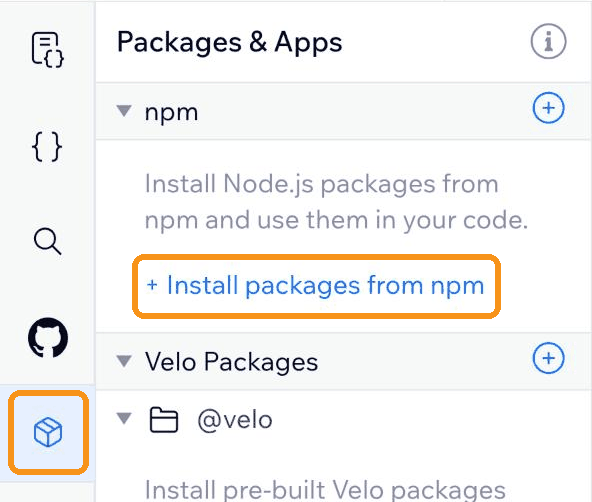 Packages & Apps
npm
Install Node.js packages from
npm and use them in your code.
+ Install packages from npm
Velo Packages
@velo
Install pre-built Velo packages